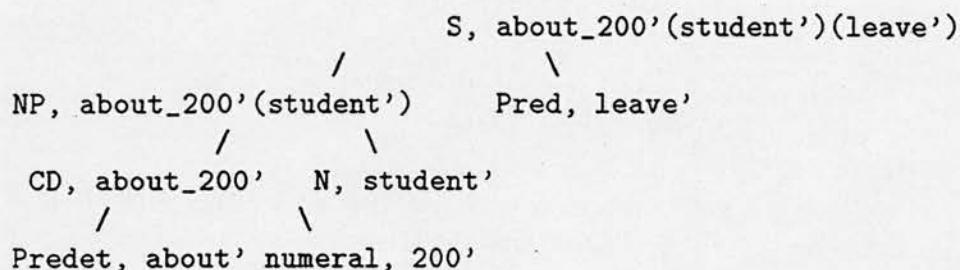 S, about_200'(student')(leave')
/ \
NP, about_200'(student') Pred, leave'
/ \
CD, about_200' N, student'
/ \
Predet, about' numeral, 200'